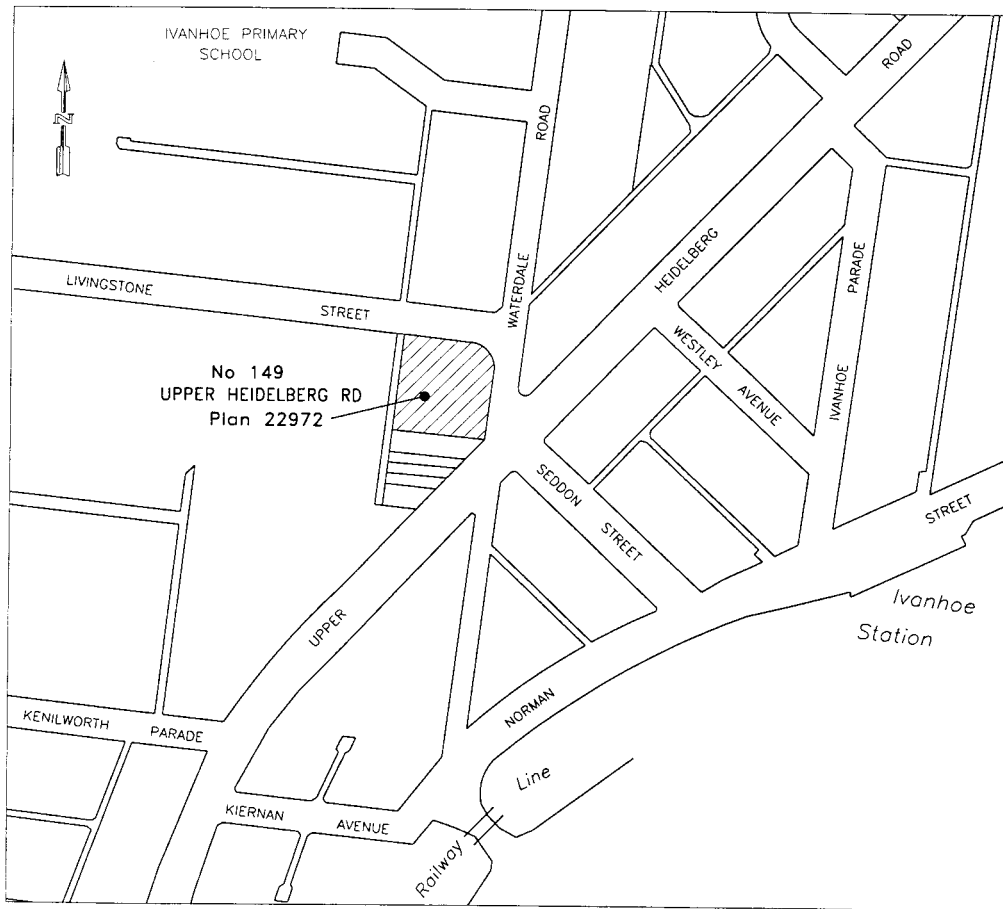 IVANHOE PRIMARY
SCHOOL
N
ROAD
ROAD
LIVINGSTONE
STREET
WATERDALE
HEIDELBERG
PARADE
IVANHOE
WESTLEY
AVENUE
No 149
UPPER HEIDELBERG RD
Plan 22972
SEDDON
STREET
STREET
Ivanhoe
Station
UPPER
NORMAN
KENILWORTH
PARADE
Line
KIERNAN
AVENUE
Railway